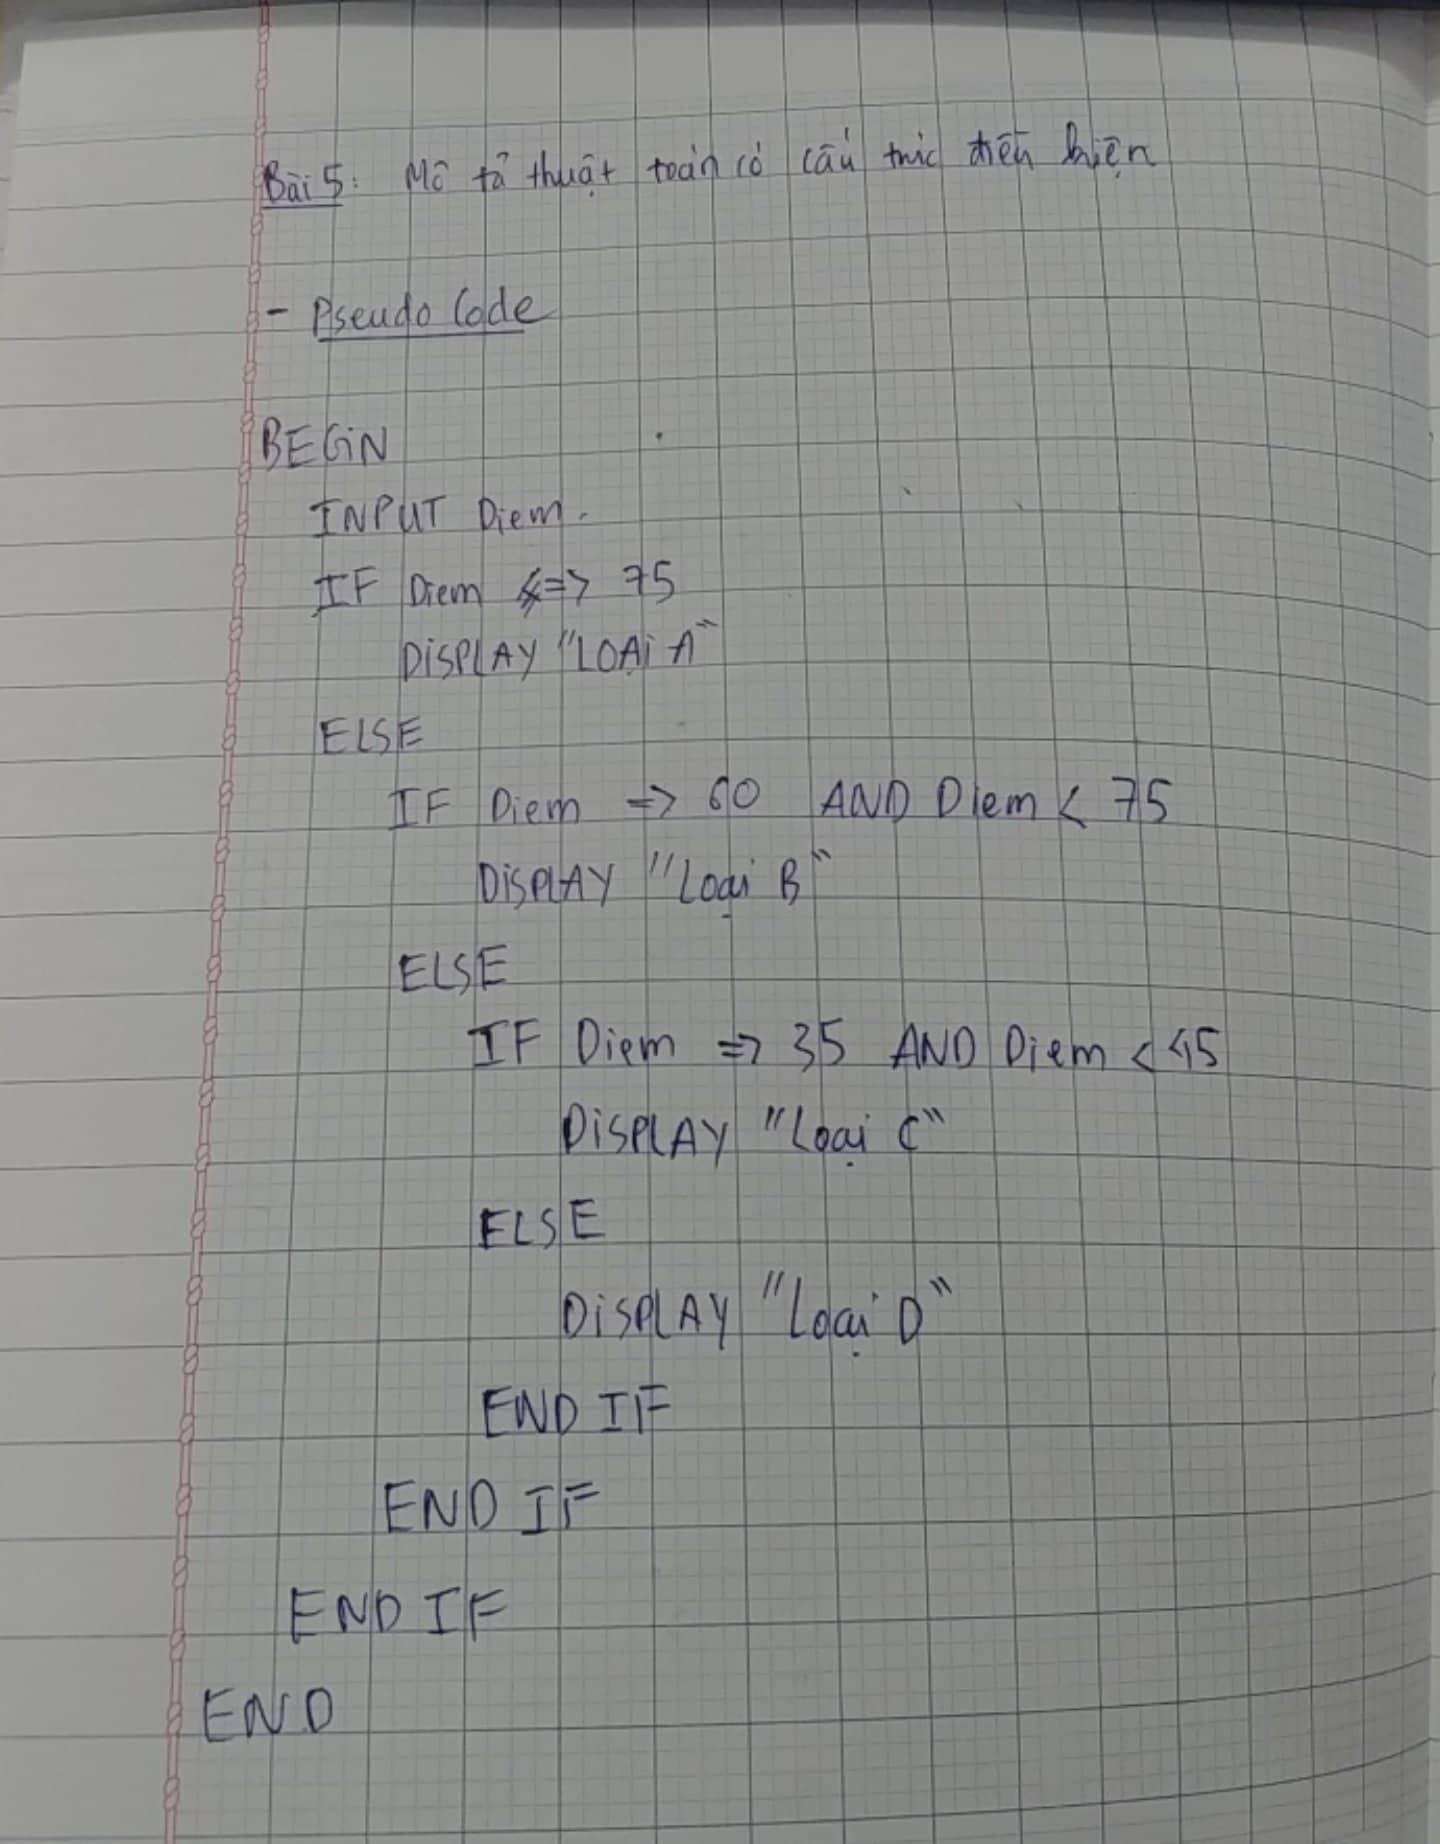 Bài 5: Mô tả thuật toán có cấu trúc điều kiện
- Pseudo Code
BEGiN
INPUT Diem.
IF Diem => 75
DiSPLAY "LOẠi A"
ELSE
IF Diem => 60 AND Diem < 75
DiSPLAY "Loại B"
ELSE
IF Diem => 35 AND Diem < 45
DiSPLAY "Loại C"
ELSE
DiSPLAY "Loại D"
END IF
END IF
END IF
END